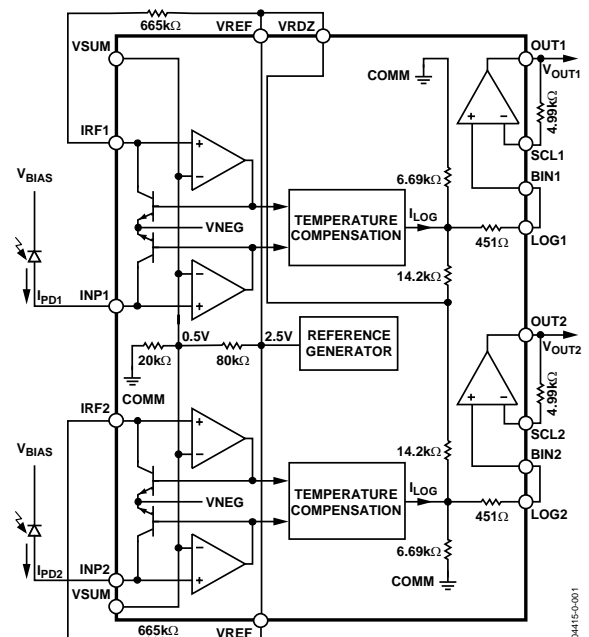 665kΩ
VREF
VRDZ
VSUM
OUT1
VOUT1
COMM
4.99kΩ
IRF1
SCL1
6.69kΩ
BIN1
VBIAS
TEMPERATURE
COMPENSATION
ILOG
VNEG
451Ω
LOG1
14.2kΩ
IPD1
INP1
OUT2
0.5V
2.5V
REFERENCE
GENERATOR
VOUT2
20kΩ
80kΩ
COMM
4.99kΩ
IRF2
14.2kΩ
SCL2
VBIAS
BIN2
TEMPERATURE
COMPENSATION
ILOG
VNEG
451Ω
LOG2
6.69kΩ
IPD2
INP2
COMM
VSUM
665kΩ
VREF
04415-0-001